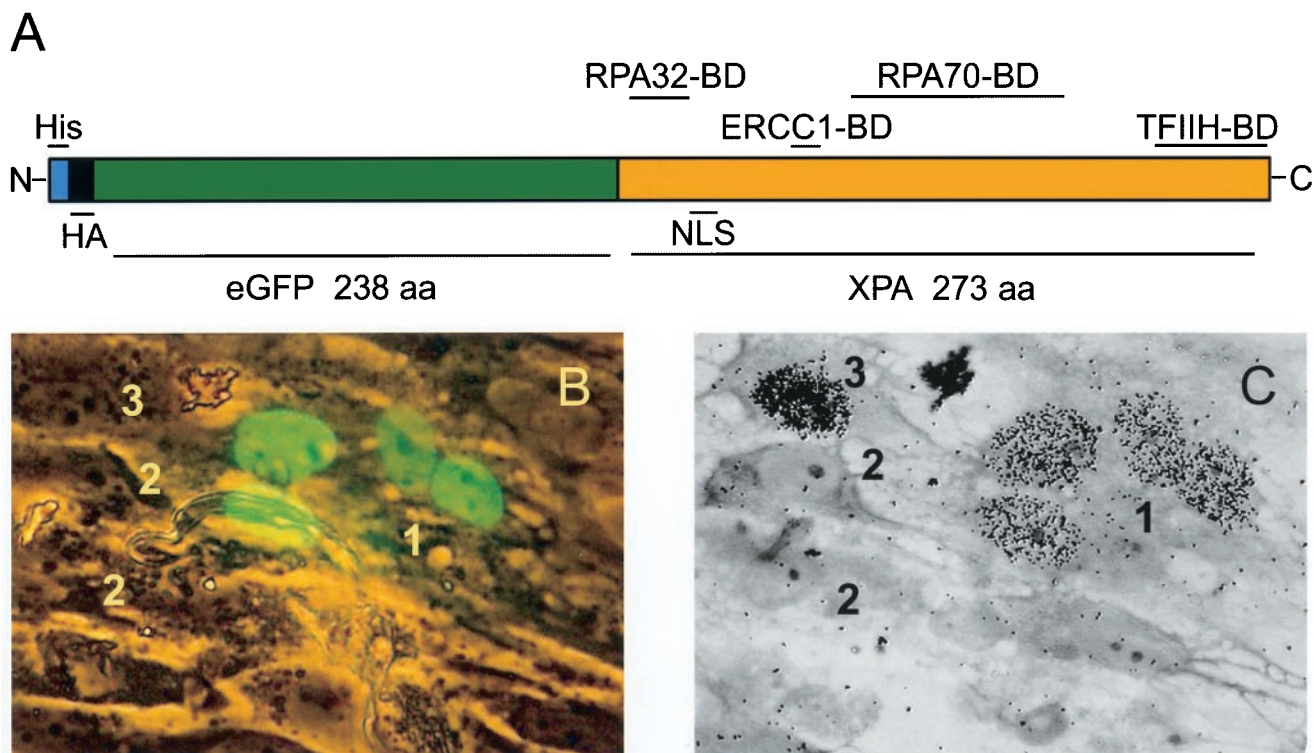 A
RPA32-BD RPA70-BD
His ERCC1-BD TFIIH-BD
N C
HA NLS
eGFP 238 aa XPA 273 aa
B C
3 3
2 2
1 1
2 2